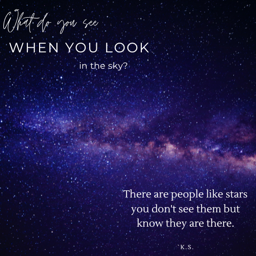 What do you see
WHEN YOU LOOK
in the sky?
There are people like stars
you don't see them but
know they are there.
`K.S.